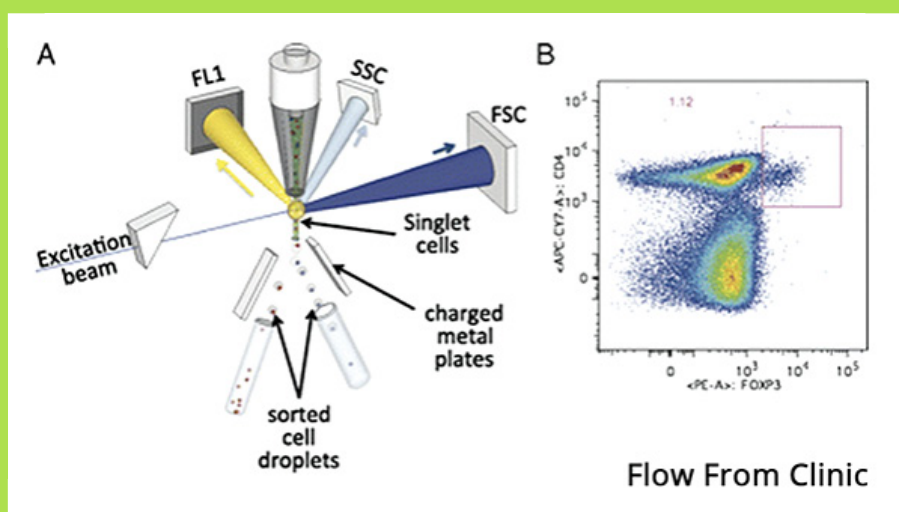 A
FL1
SSC
FSC
Excitation
beam
Singlet
cells
charged
metal
plates
sorted
cell
droplets
B
1.12
10⁵
10⁴
10³
0
<APC-CY7-A>: CD4
0
10³
10⁴
10⁵
<PE-A>: FOXP3
Flow From Clinic